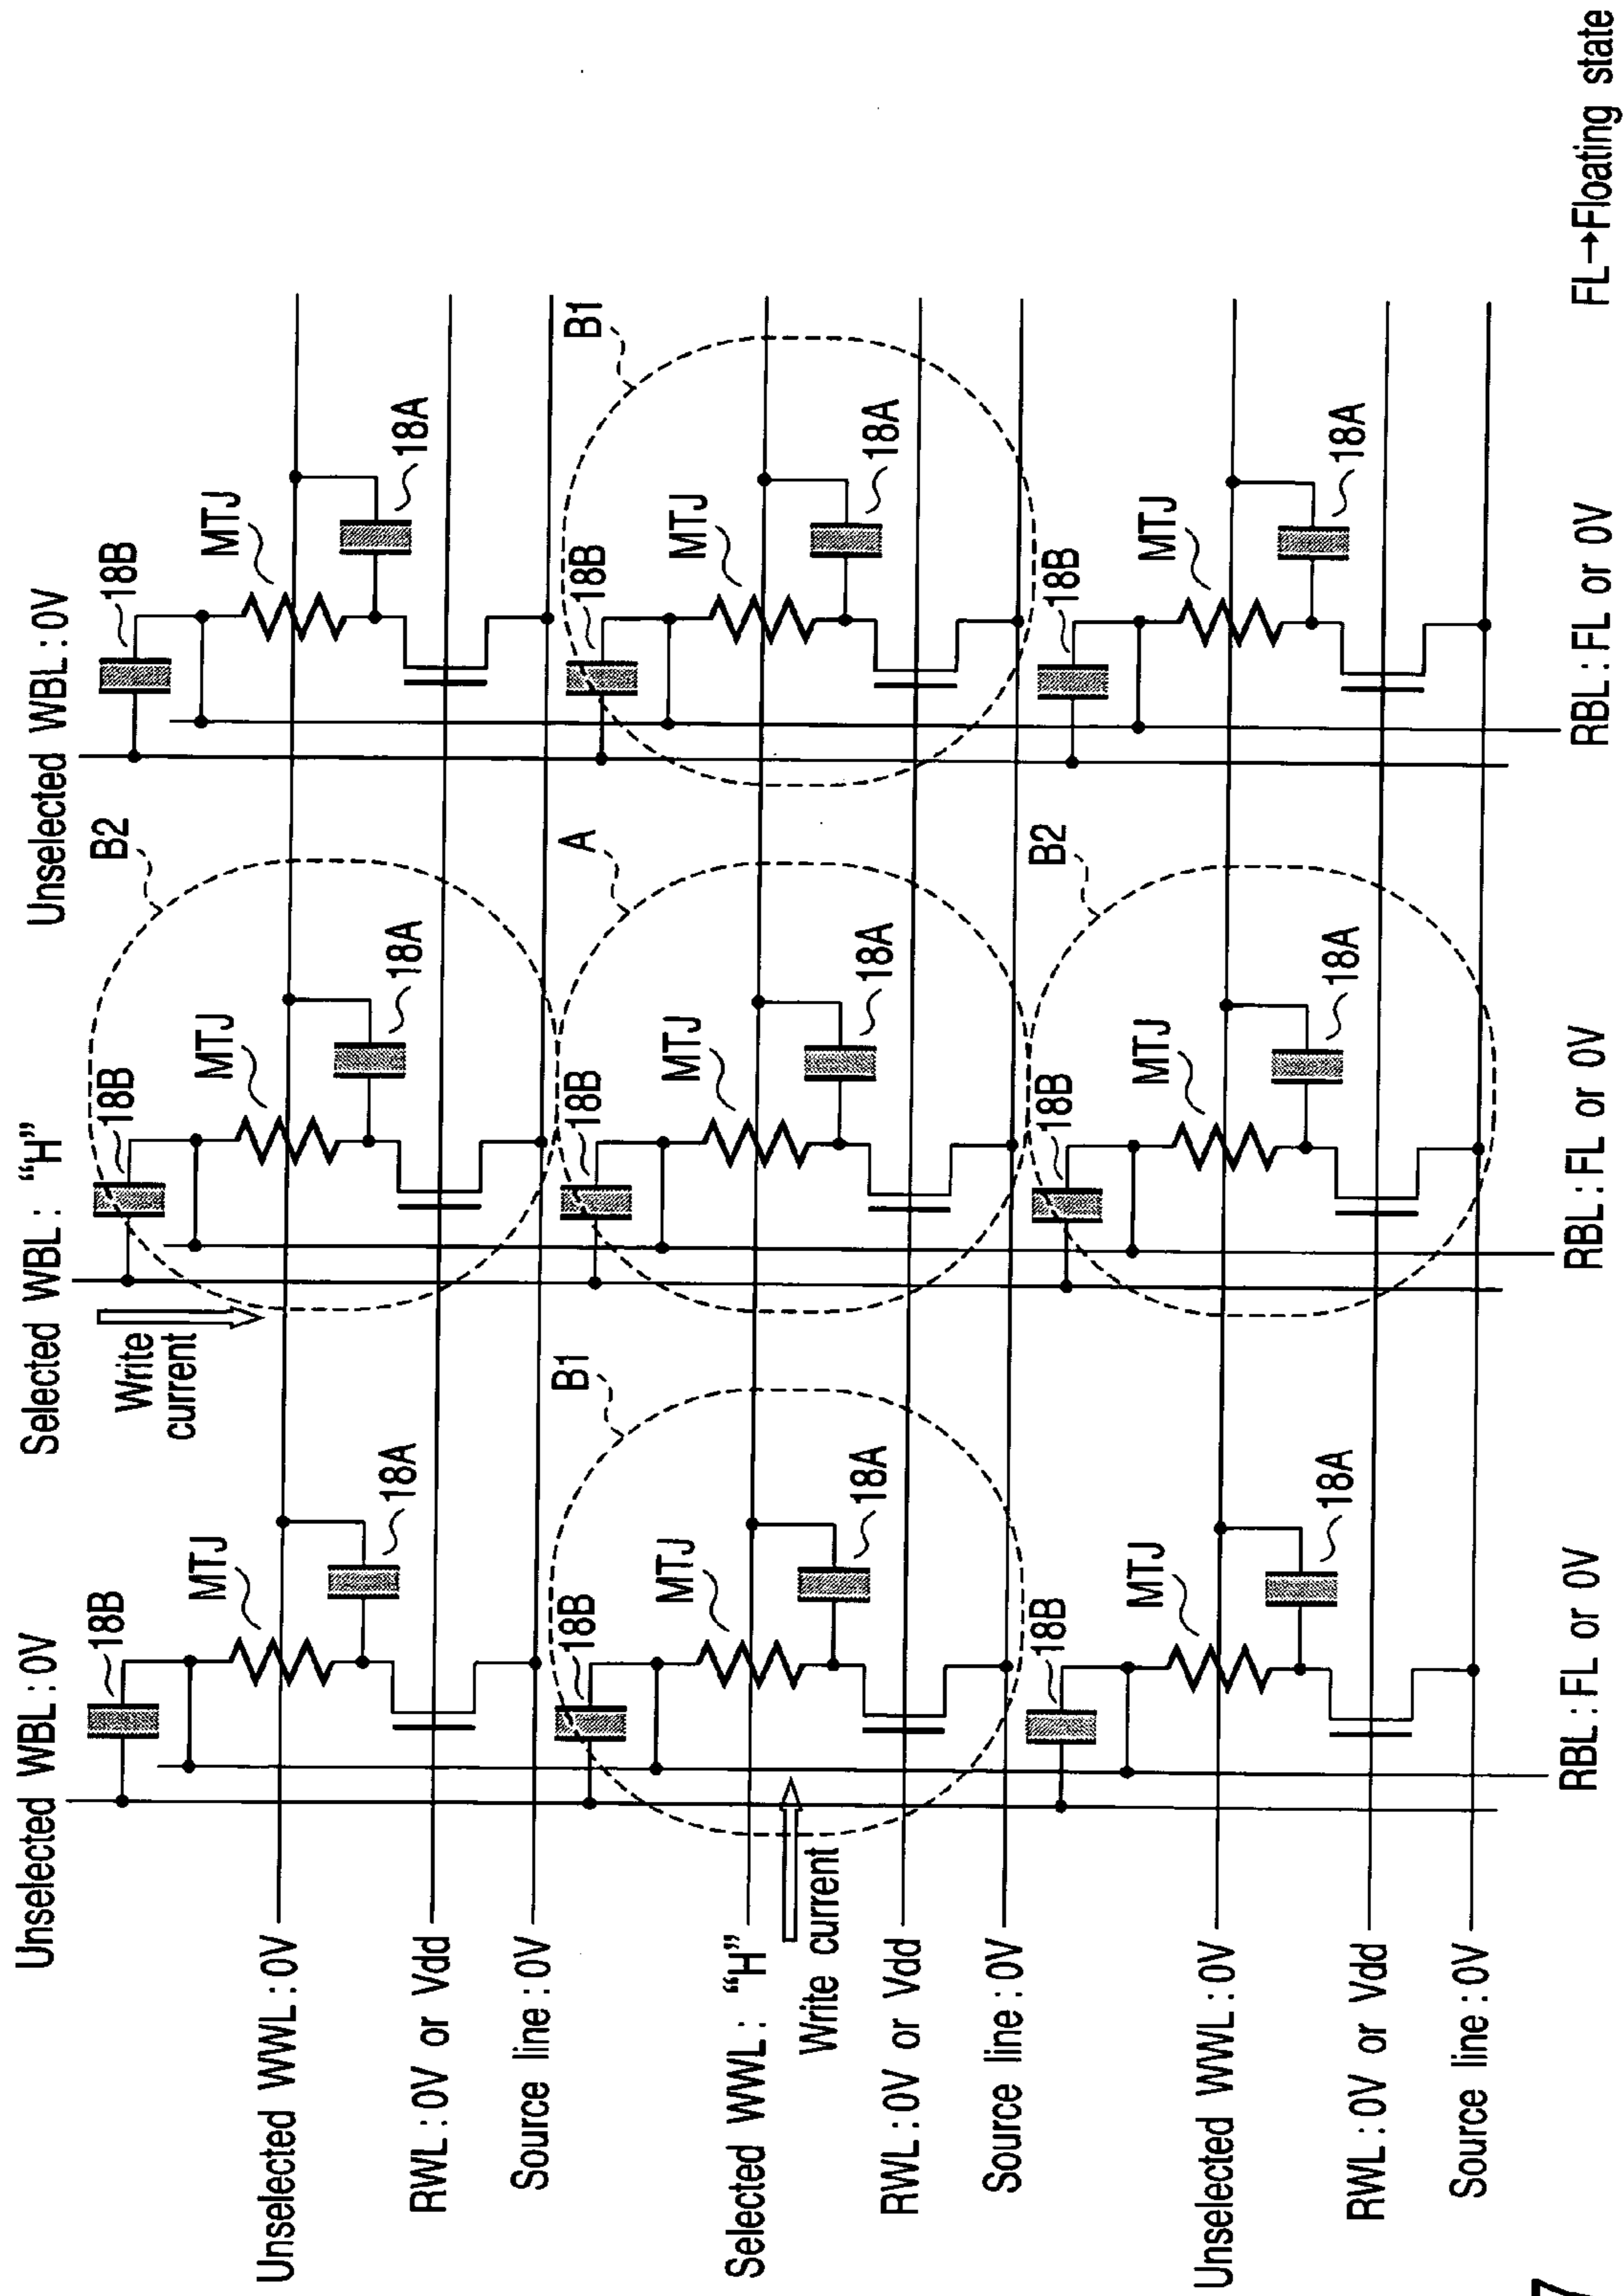 Unselected WBL : 0V
Selected WBL : “H”
Unselected WBL : 0V
Write
current
B2
18B
18B
18B
MTJ
MTJ
MTJ
18A
18A
18A
Unselected WWL : 0V
RWL : 0V or Vdd
Source line : 0V
B1
A
B1
18B
18B
18B
MTJ
MTJ
MTJ
18A
18A
18A
Selected WWL : “H”
Write current
RWL : 0V or Vdd
Source line : 0V
B2
18B
18B
18B
MTJ
MTJ
MTJ
18A
18A
18A
Unselected WWL : 0V
RWL : 0V or Vdd
Source line : 0V
RBL : FL or 0V
RBL : FL or 0V
RBL : FL or 0V
FL→Floating state
7